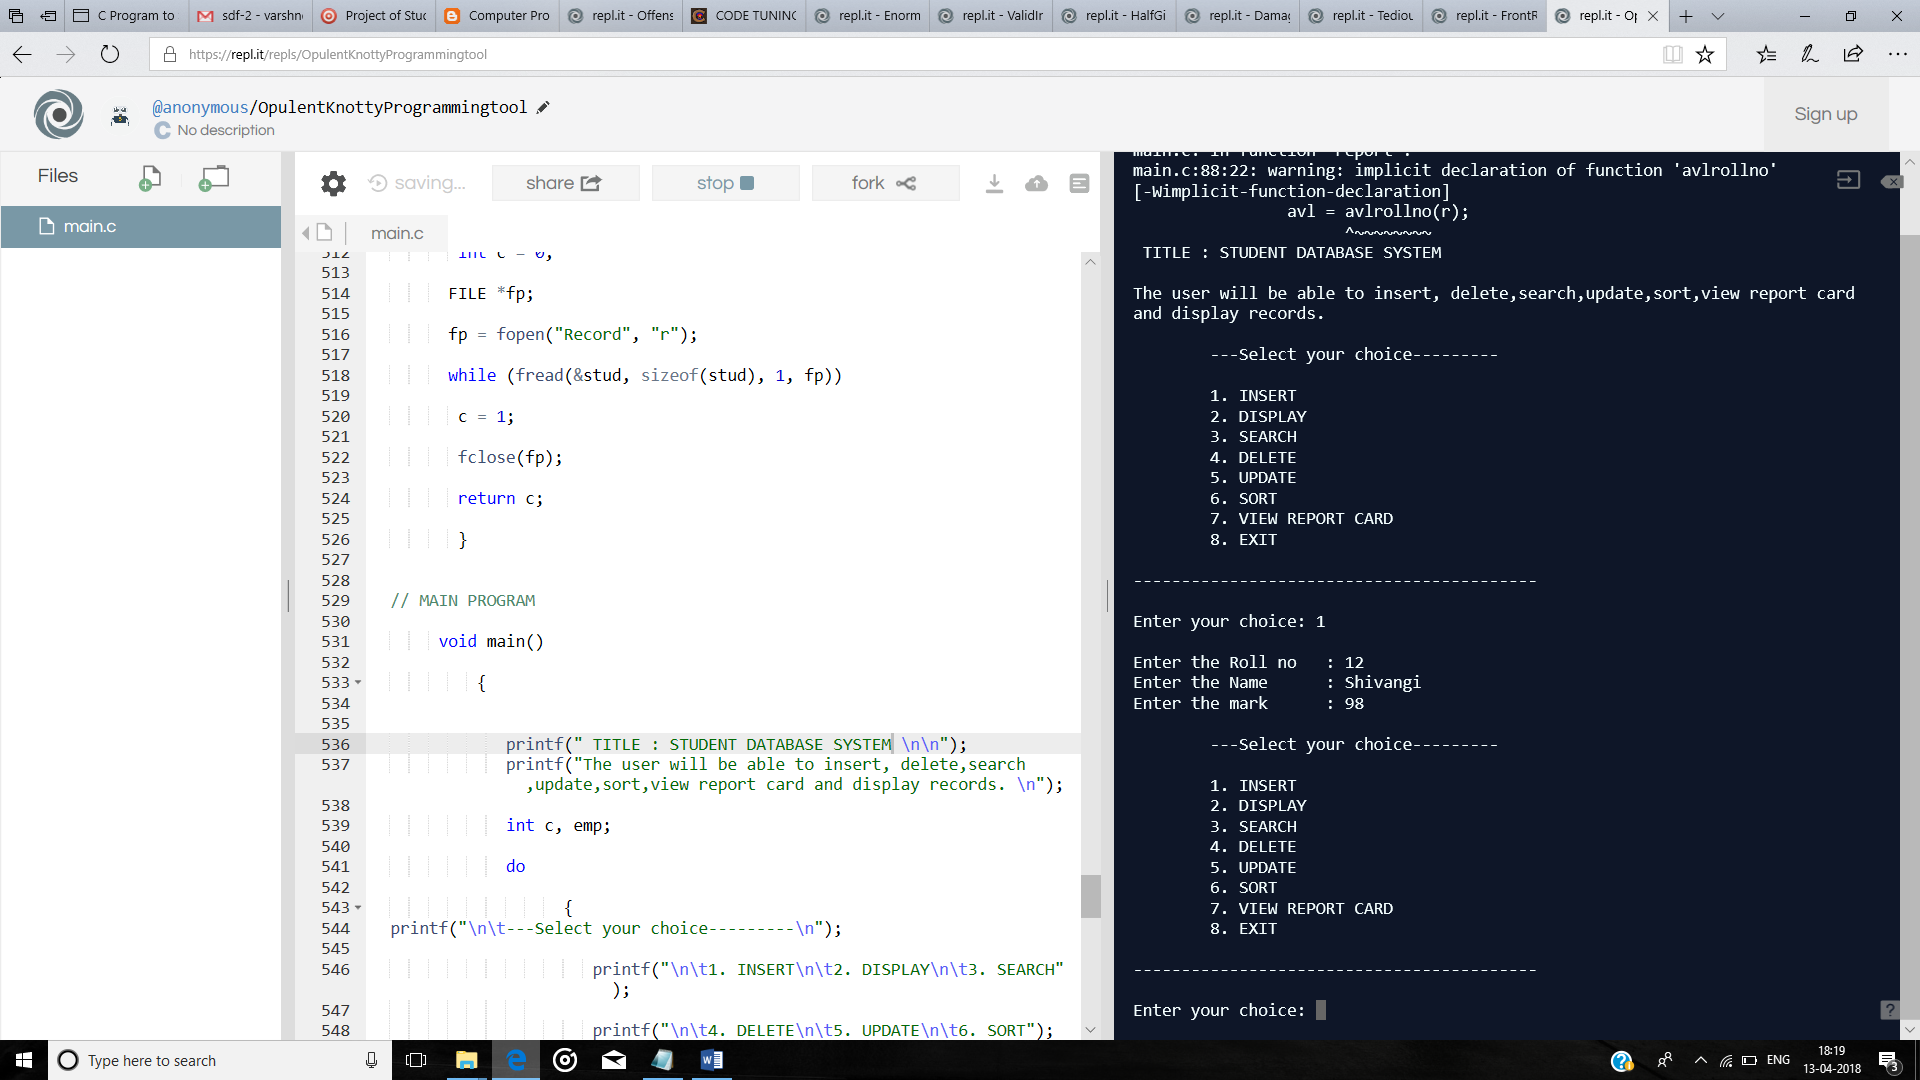 C Program to
sdf-2 - varshn
Project of Stuc
Computer Pro
repl.it - Offens
CODE TUNING
repl.it - Enorm
repl.it - ValidIr
repl.it - HalfGi
repl.it - Damag
repl.it - Tediou
repl.it - FrontR
repl.it - Op
https://repl.it/repls/OpulentKnottyProgrammingtool
@anonymous/OpulentKnottyProgrammingtool
C No description
Sign up
Files
main.c
saving...
share
stop
fork
main.c
512 int c = 0;
513
514 FILE *fp;
515
516 fp = fopen("Record", "r");
517
518 while (fread(&stud, sizeof(stud), 1, fp))
519
520 c = 1;
521
522 fclose(fp);
523
524 return c;
525
526 }
527
528
529 // MAIN PROGRAM
530
531 void main()
532
533 {
534
535
536 printf(" TITLE : STUDENT DATABASE SYSTEM \n\n");
537 printf("The user will be able to insert, delete,search
,update,sort,view report card and display records. \n");
538
539 int c, emp;
540
541 do
542
543 {
544 printf("\n\t---Select your choice---------\n");
545
546 printf("\n\t1. INSERT\n\t2. DISPLAY\n\t3. SEARCH"
);
547
548 printf("\n\t4. DELETE\n\t5. UPDATE\n\t6. SORT");
main.c: In function 'report':
main.c:88:22: warning: implicit declaration of function 'avlrollno'
[-Wimplicit-function-declaration]
avl = avlrollno(r);
^~~~~~~~~
TITLE : STUDENT DATABASE SYSTEM
The user will be able to insert, delete,search,update,sort,view report card
and display records.
---Select your choice---------
1. INSERT
2. DISPLAY
3. SEARCH
4. DELETE
5. UPDATE
6. SORT
7. VIEW REPORT CARD
8. EXIT
------------------------------------------
Enter your choice: 1
Enter the Roll no : 12
Enter the Name : Shivangi
Enter the mark : 98
---Select your choice---------
1. INSERT
2. DISPLAY
3. SEARCH
4. DELETE
5. UPDATE
6. SORT
7. VIEW REPORT CARD
8. EXIT
------------------------------------------
Enter your choice:
?
Type here to search
ENG
18:19
13-04-2018
3